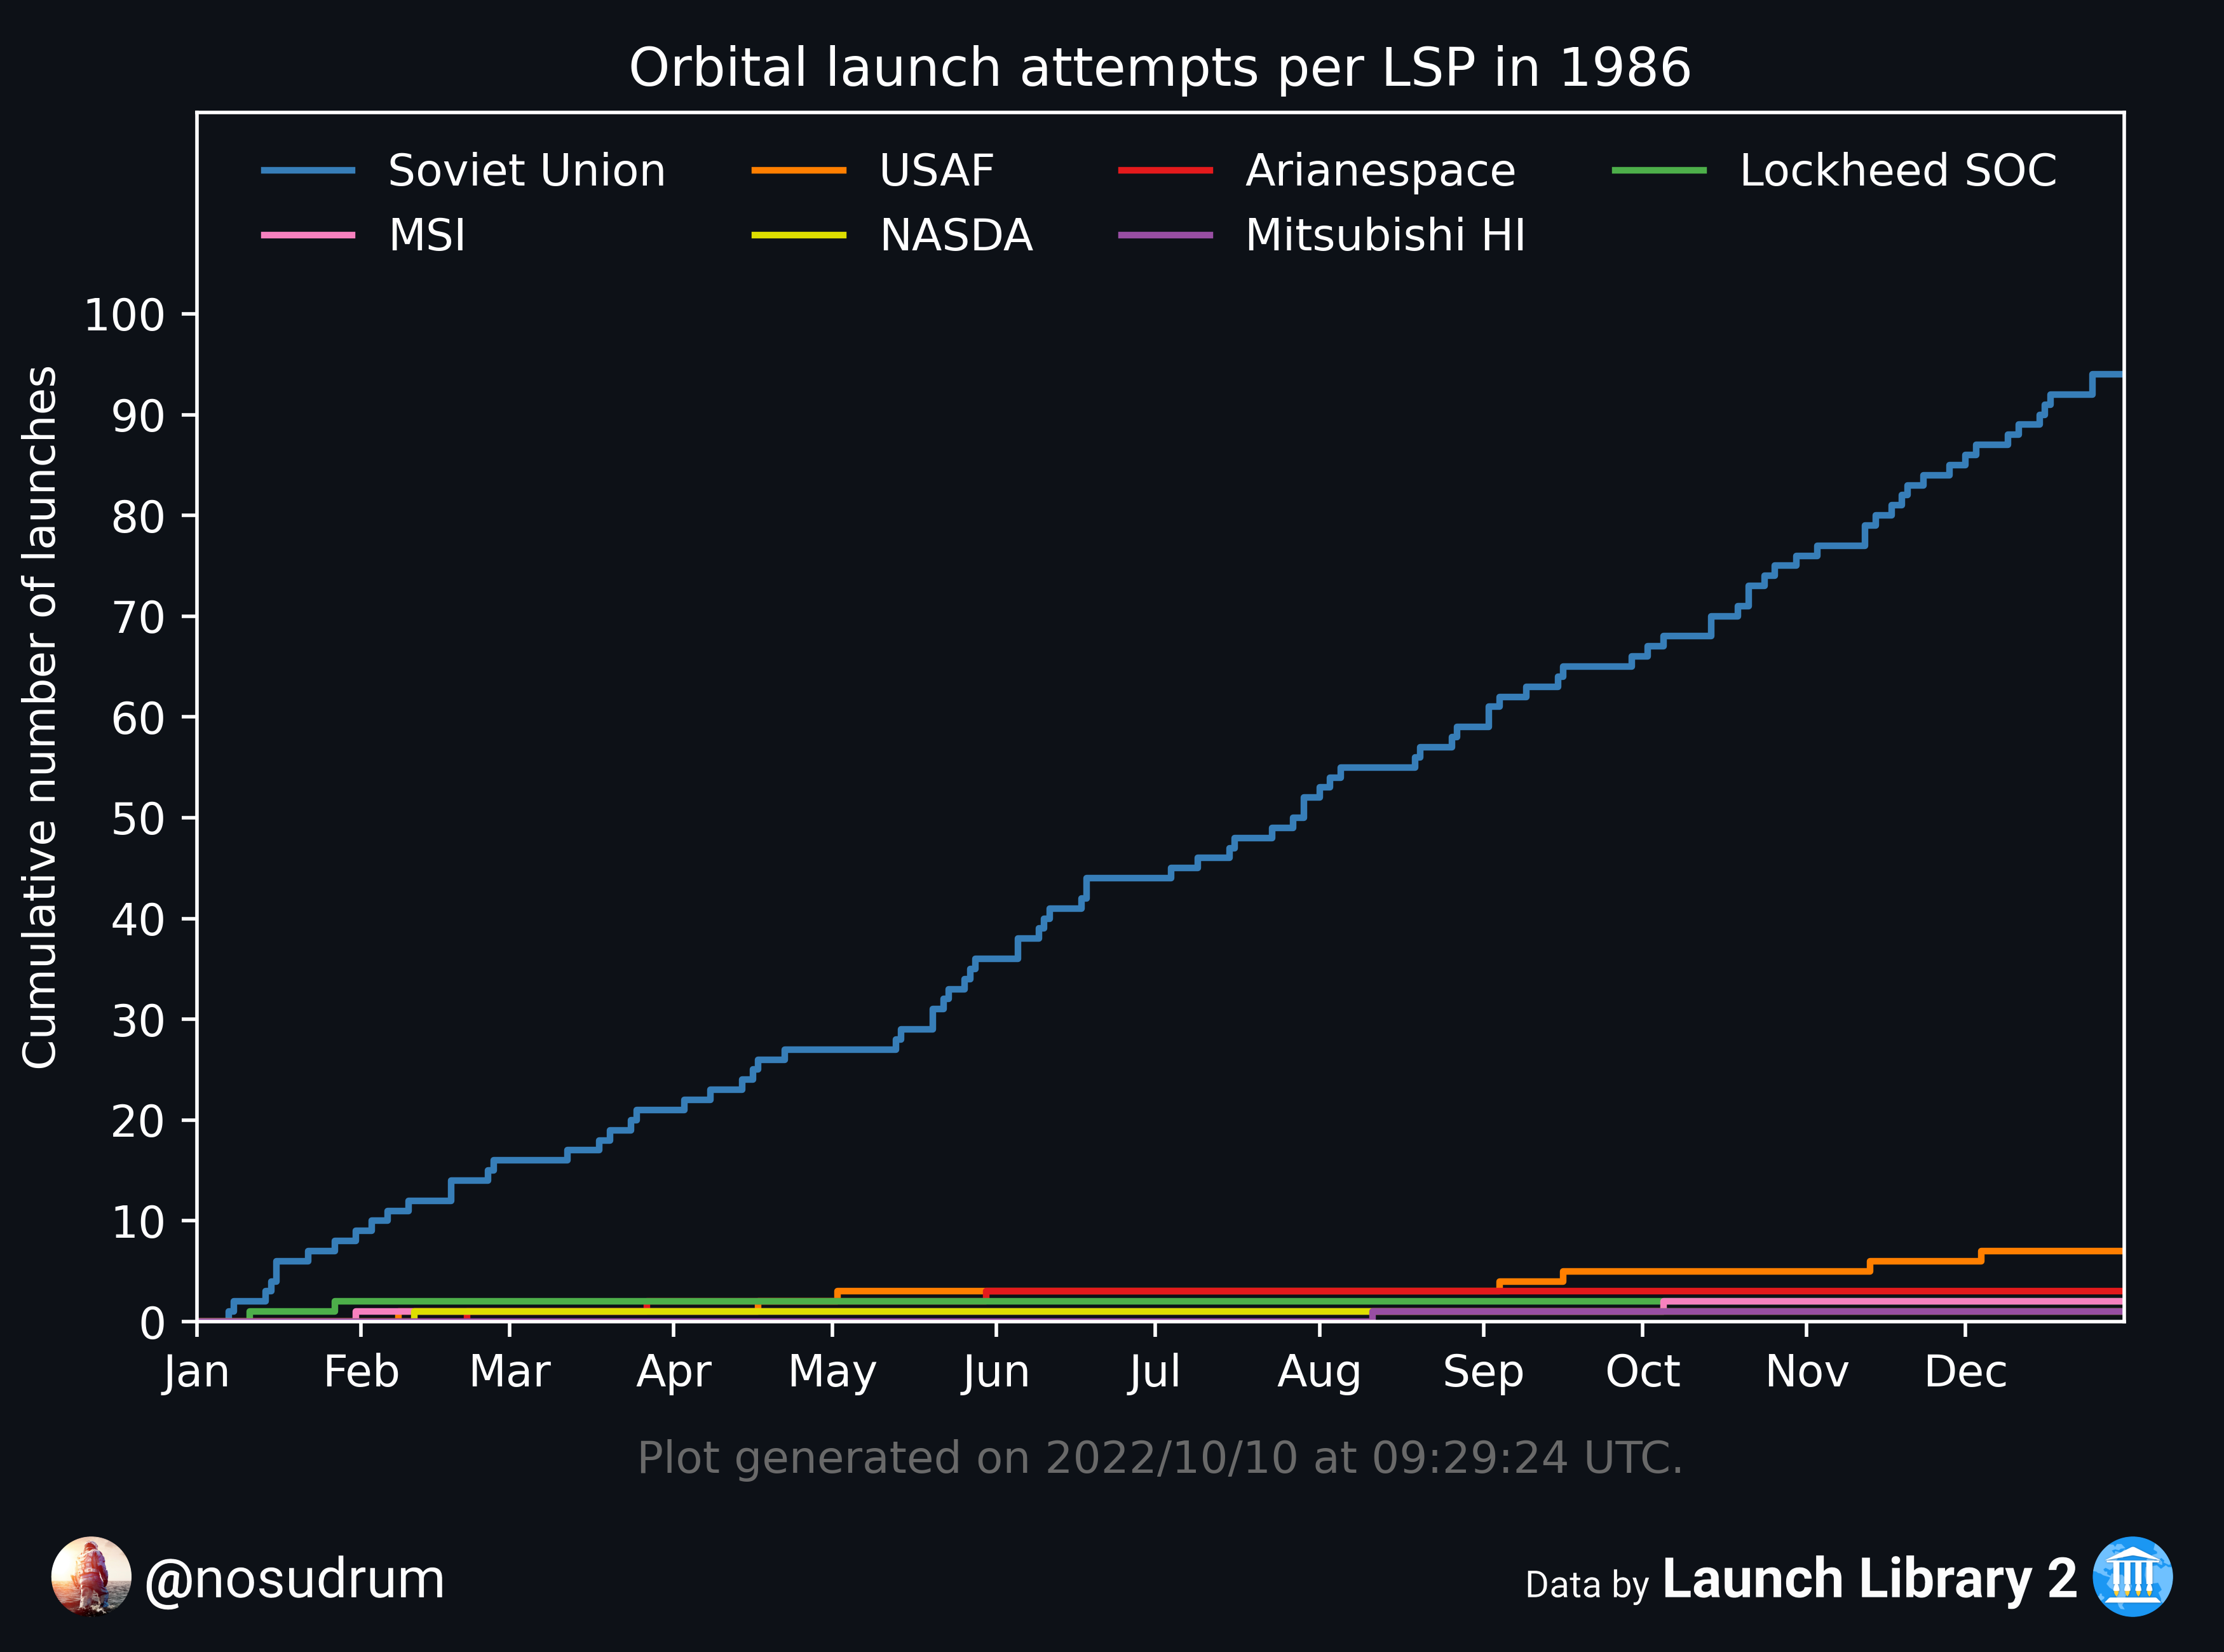 Orbital launch attempts per LSP in 1986
Soviet Union USAF Arianespace Lockheed SOC
MSI NASDA Mitsubishi HI
Cumulative number of launches
100
90
80
70
60
50
40
30
20
10
0
Jan Feb Mar Apr May Jun Jul Aug Sep Oct Nov Dec
Plot generated on 2022/10/10 at 09:29:24 UTC.
@nosudrum
Data by Launch Library 2